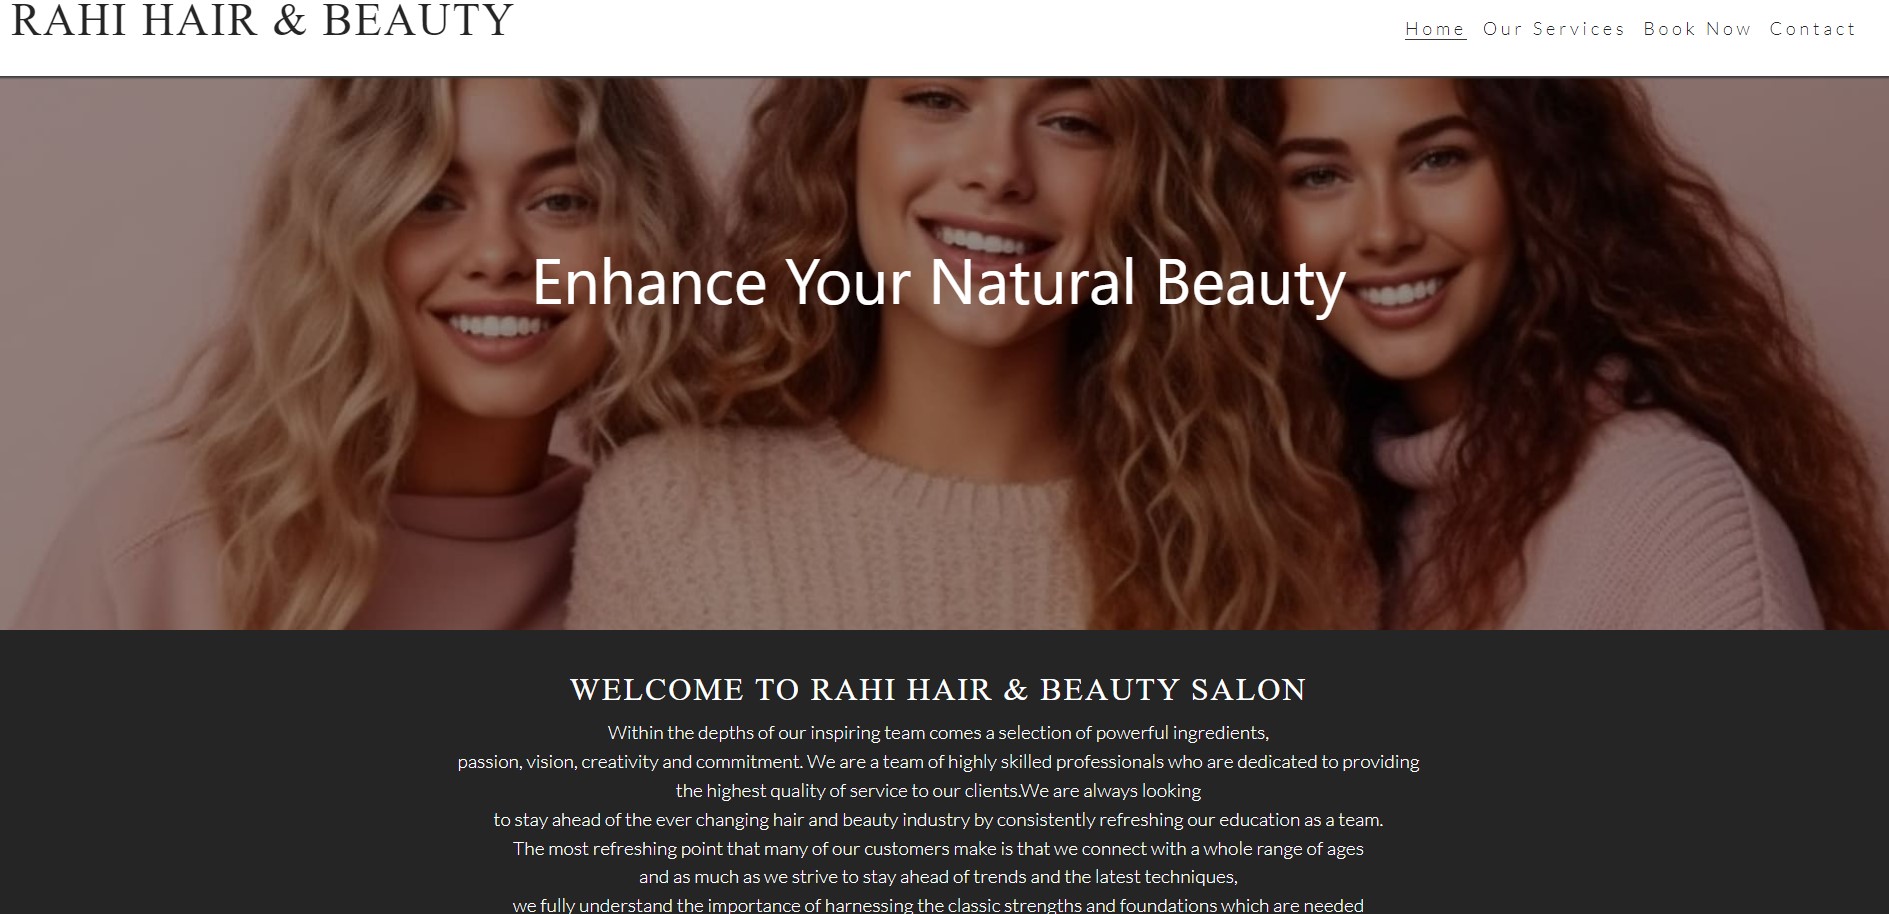 RAHI HAIR & BEAUTY
Home Our Services Book Now Contact
Enhance Your Natural Beauty
WELCOME TO RAHI HAIR & BEAUTY SALON
Within the depths of our inspiring team comes a selection of powerful ingredients,
passion, vision, creativity and commitment. We are a team of highly skilled professionals who are dedicated to providing
the highest quality of service to our clients.We are always looking
to stay ahead of the ever changing hair and beauty industry by consistently refreshing our education as a team.
The most refreshing point that many of our customers make is that we connect with a whole range of ages
and as much as we strive to stay ahead of trends and the latest techniques,
we fully understand the importance of harnessing the classic strengths and foundations which are needed